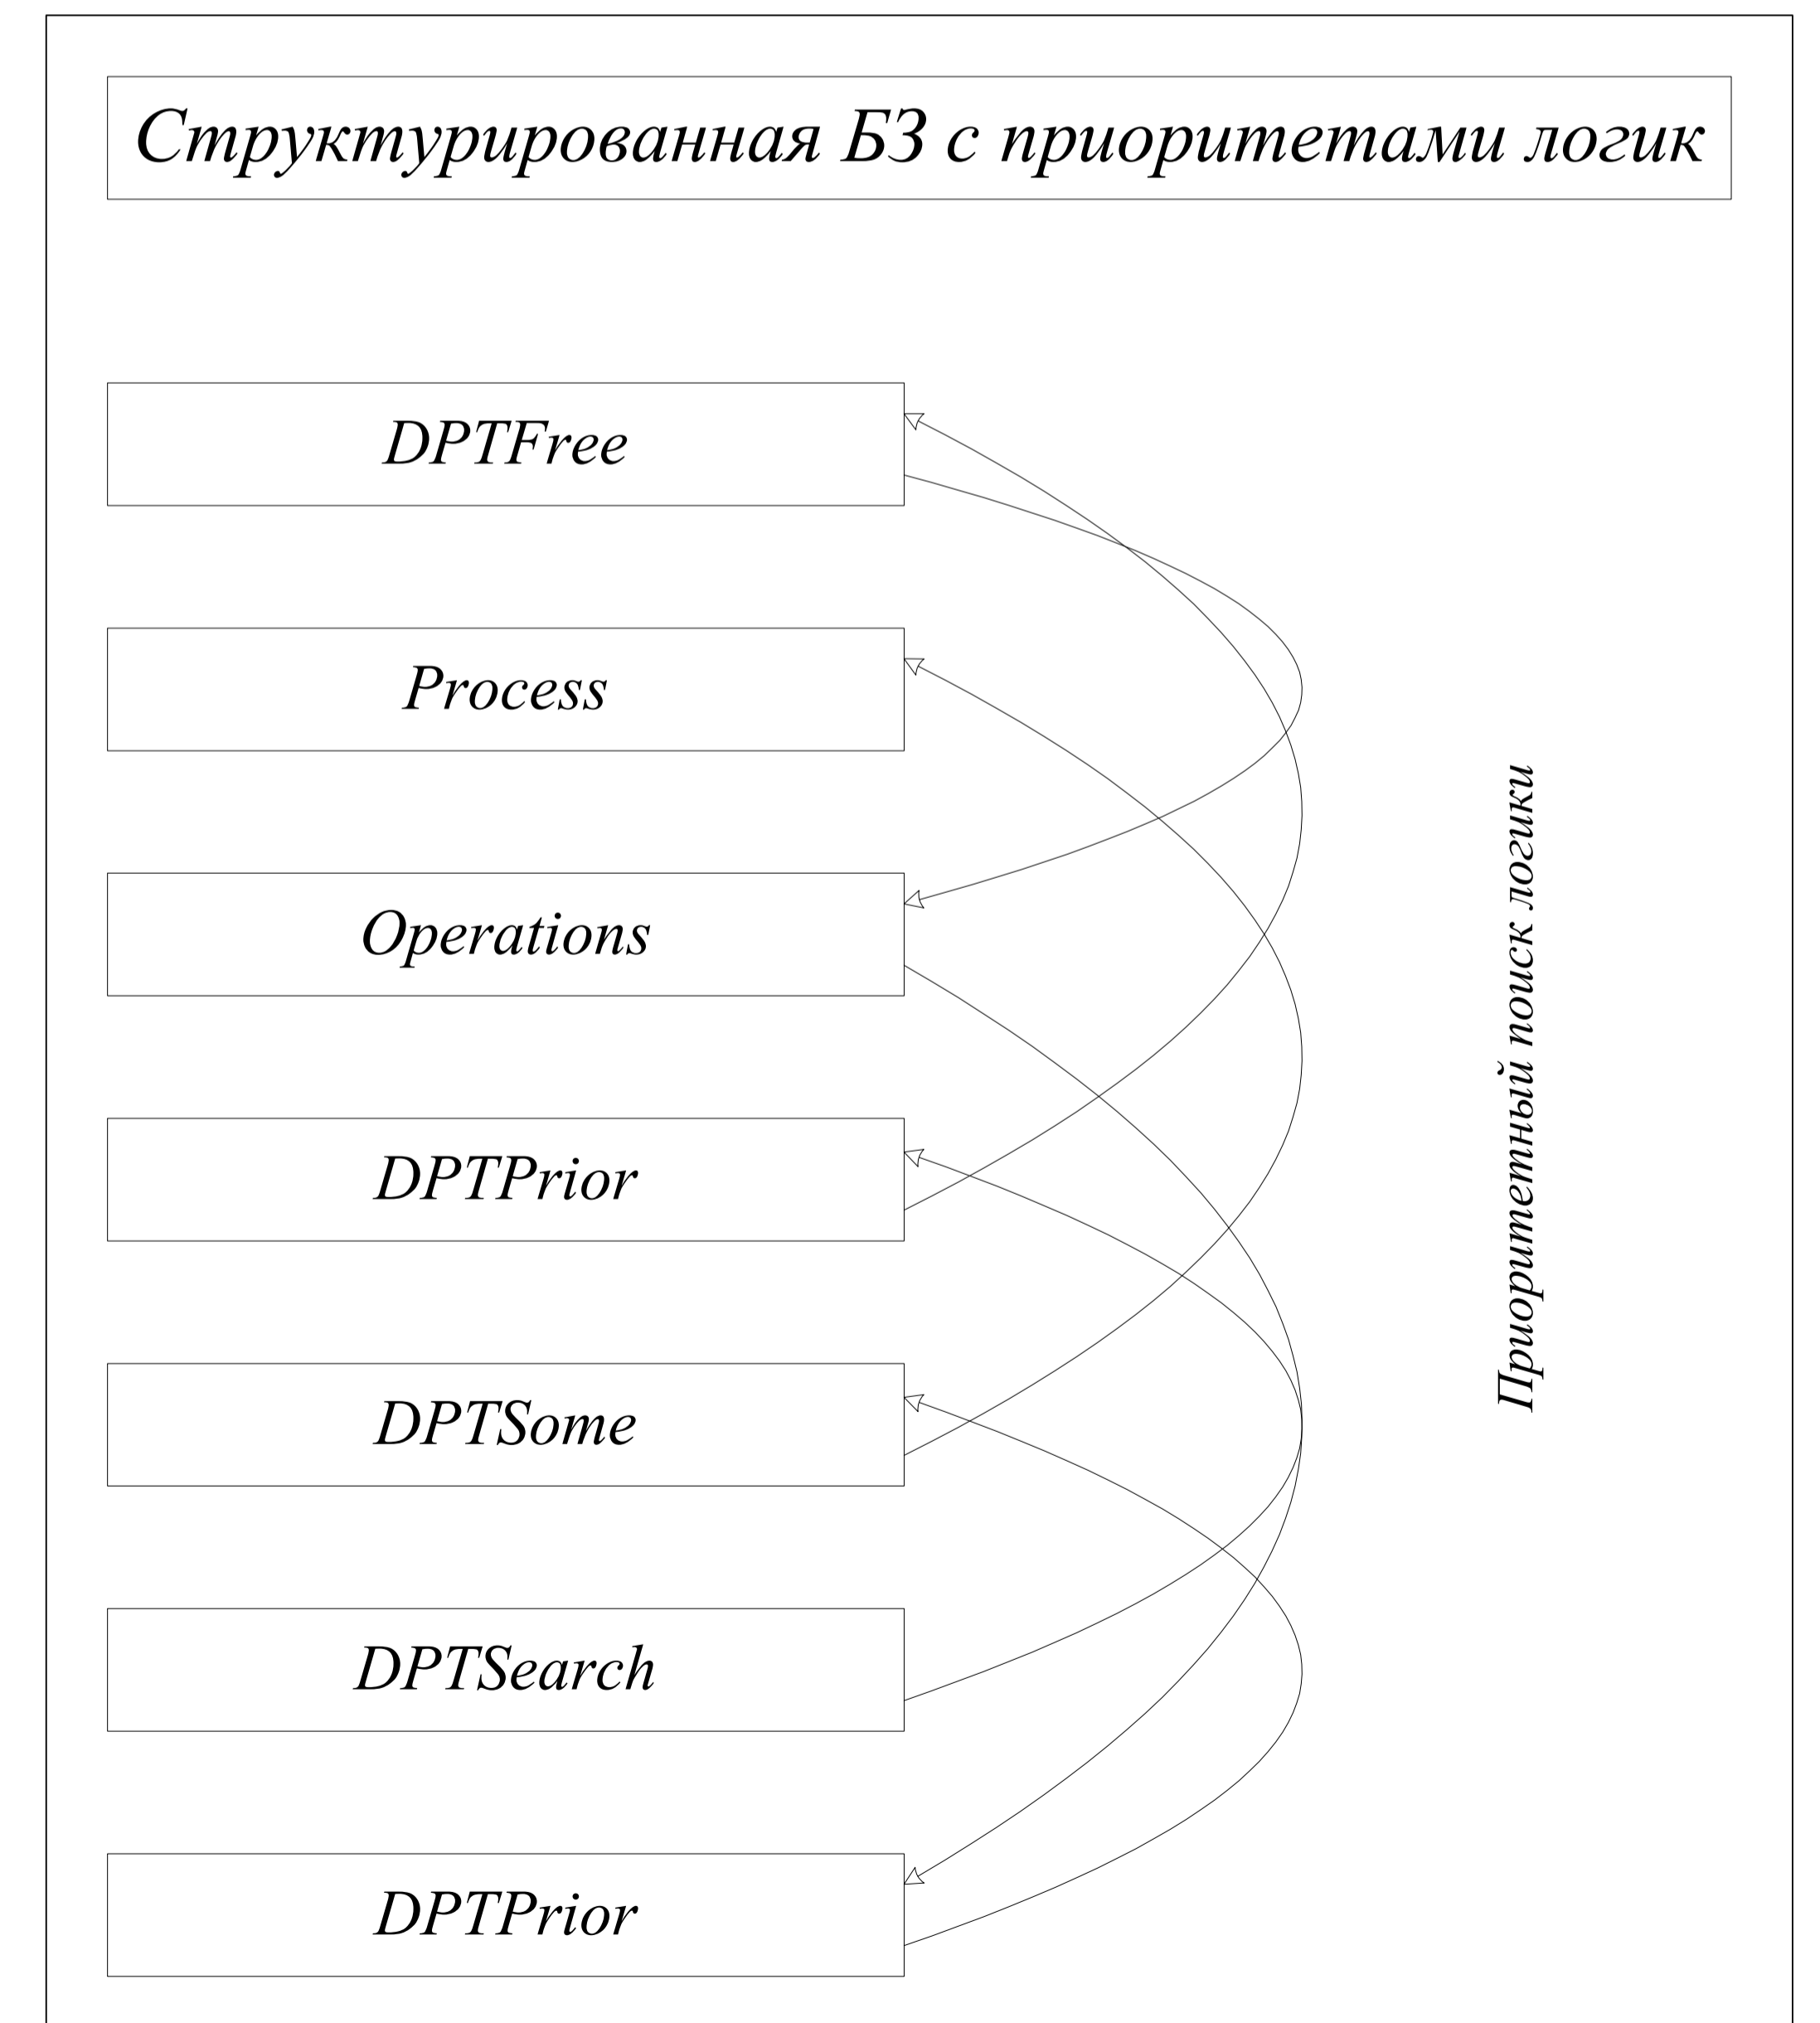 Структурированная БЗ с приоритетами логик
DPTFree
Process
Operations
DPTPrior
DPTSome
DPTSearch
DPTPrior
Приоритетный поиск логики